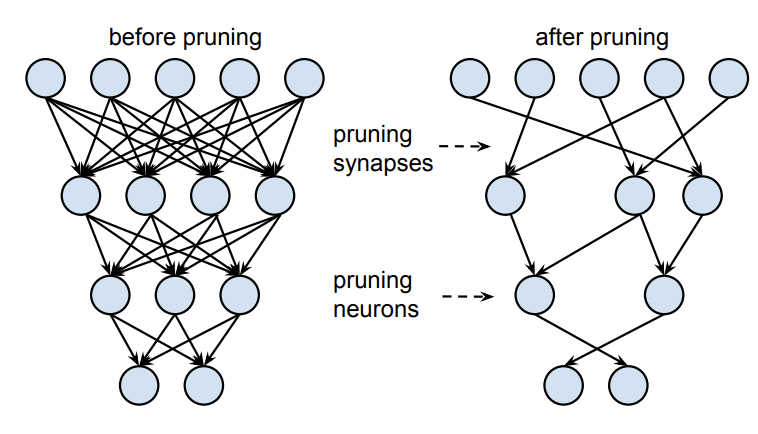 before pruning
after pruning
pruning
synapses
pruning
neurons